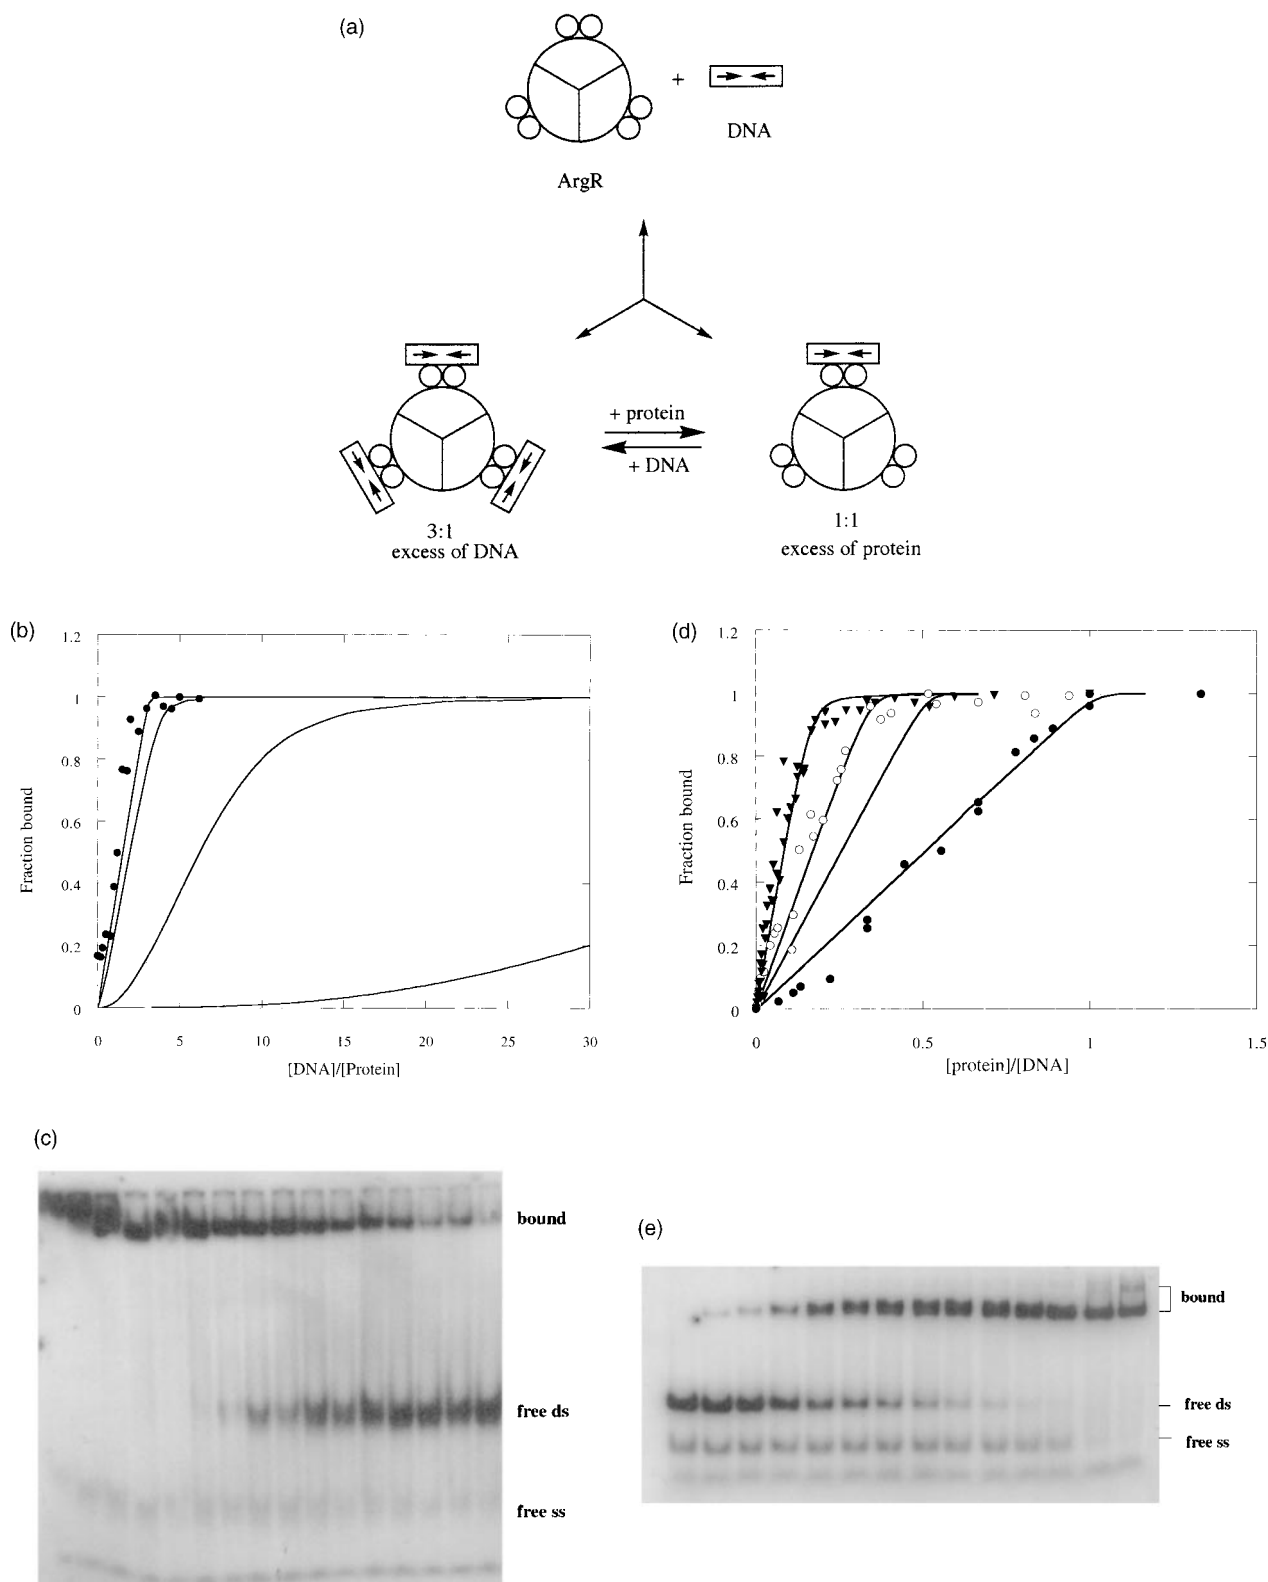 (a)
+
DNA
ArgR
+ protein
+ DNA
3:1
excess of DNA
1:1
excess of protein
(b)
1.2
1
0.8
0.6
0.4
0.2
0
Fraction bound
0 5 10 15 20 25 30
[DNA]/[Protein]
(d)
1.2
1
0.8
0.6
0.4
0.2
0
Fraction bound
0 0.5 1 1.5
[protein]/[DNA]
(c)
bound
free ds
free ss
(e)
bound
free ds
free ss